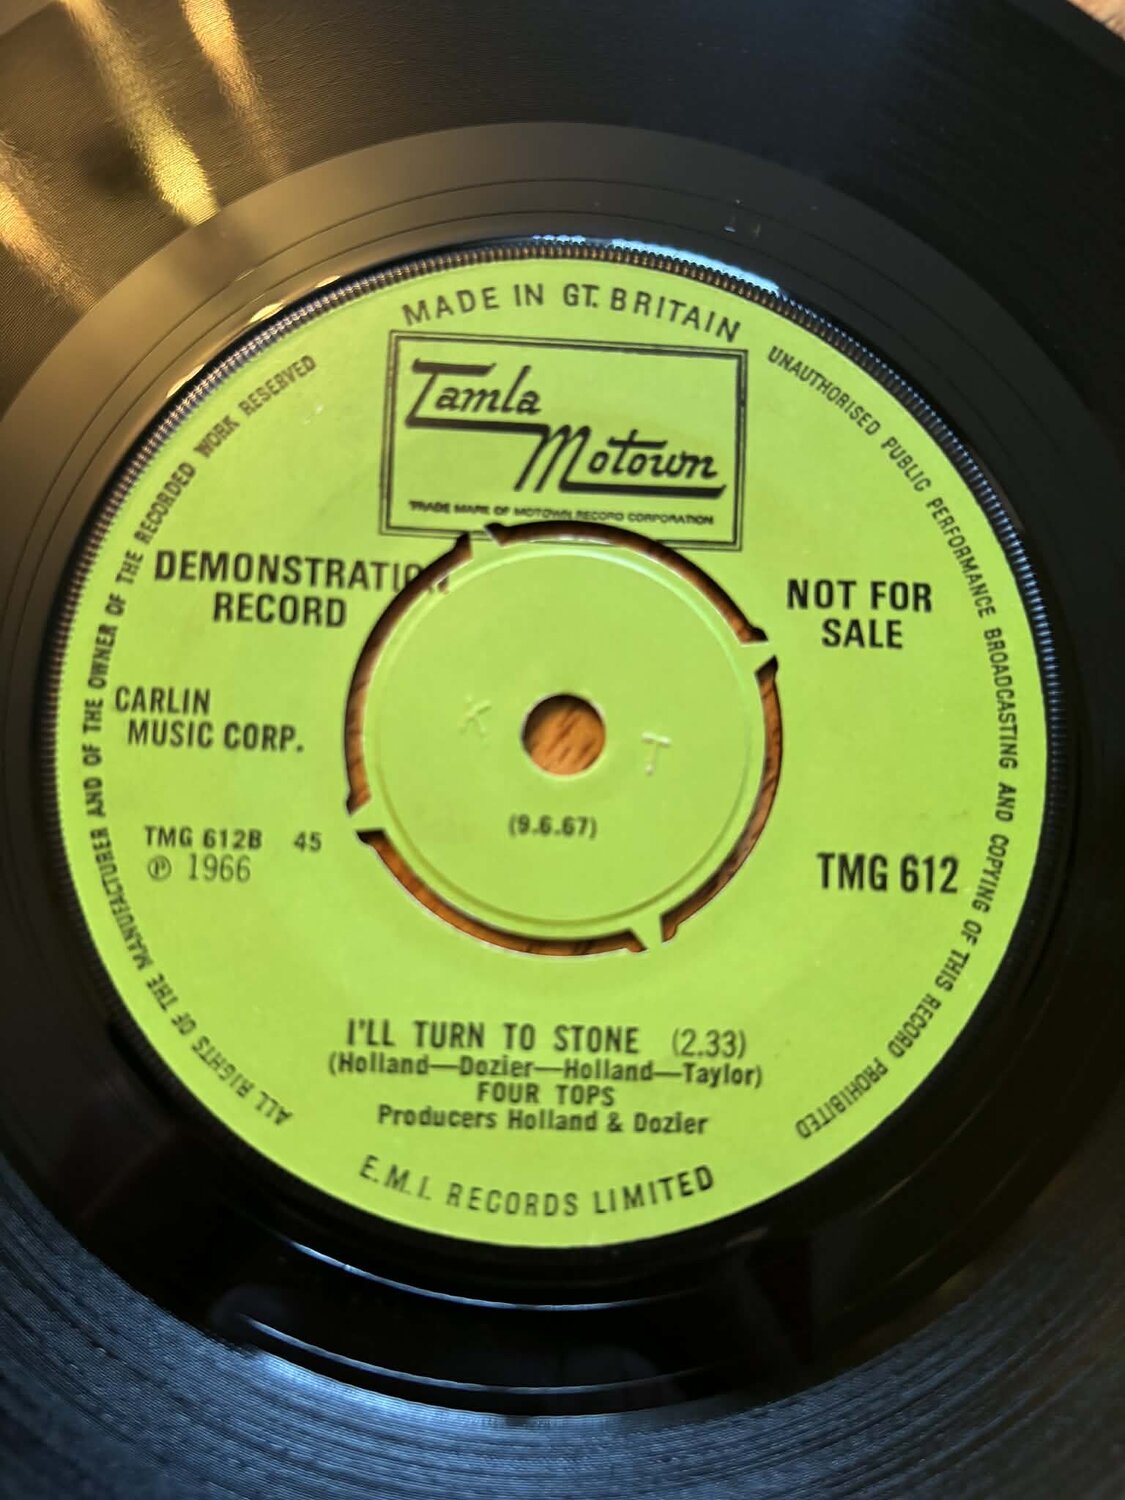 MADE IN GT. BRITAIN
Tamla
Motown
TRADE MARK OF MOTOWN RECORD CORPORATION
DEMONSTRATION
RECORD
NOT FOR
SALE
CARLIN
MUSIC CORP.
K T
(9.6.67)
TMG 612B 45
℗ 1966
TMG 612
I'LL TURN TO STONE (2.33)
(Holland—Dozier—Holland—Taylor)
FOUR TOPS
Producers Holland & Dozier
E.M.I. RECORDS LIMITED
ALL RIGHTS OF THE MANUFACTURER AND OF THE OWNER OF THE RECORDED WORK RESERVED
UNAUTHORISED PUBLIC PERFORMANCE BROADCASTING AND COPYING OF THIS RECORD PROHIBITED